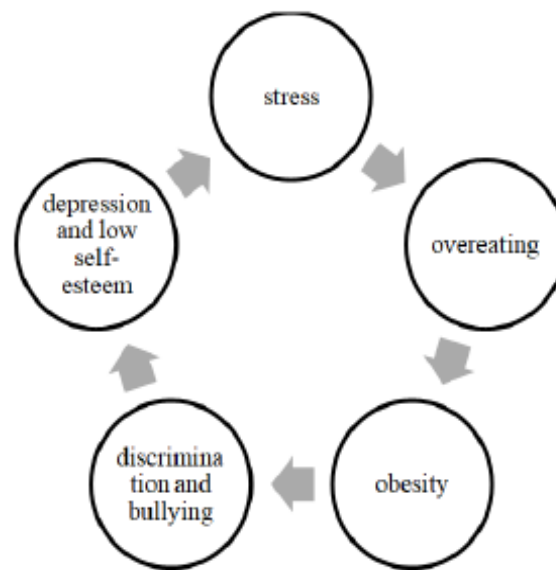 stress
overeating
obesity
discrimina
tion and
bullying
depression
and low
self-
esteem